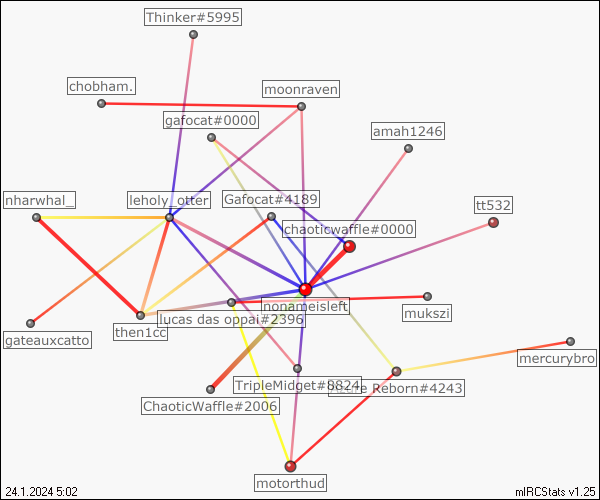 Thinker#5995
chobham.
moonraven
gafocat#0000
amah1246
nharwhal_
leholy_otter
Gafocat#4189
tt532
chaoticwaffle#0000
nonameisleft
mukszi
lucas das oppai#2396
then1cc
gateauxcatto
mercurybro
TripleMidget#8824
Reborn#4243
ChaoticWaffle#2006
motorthud
24.1.2024 5:02
mIRCStats v1.25